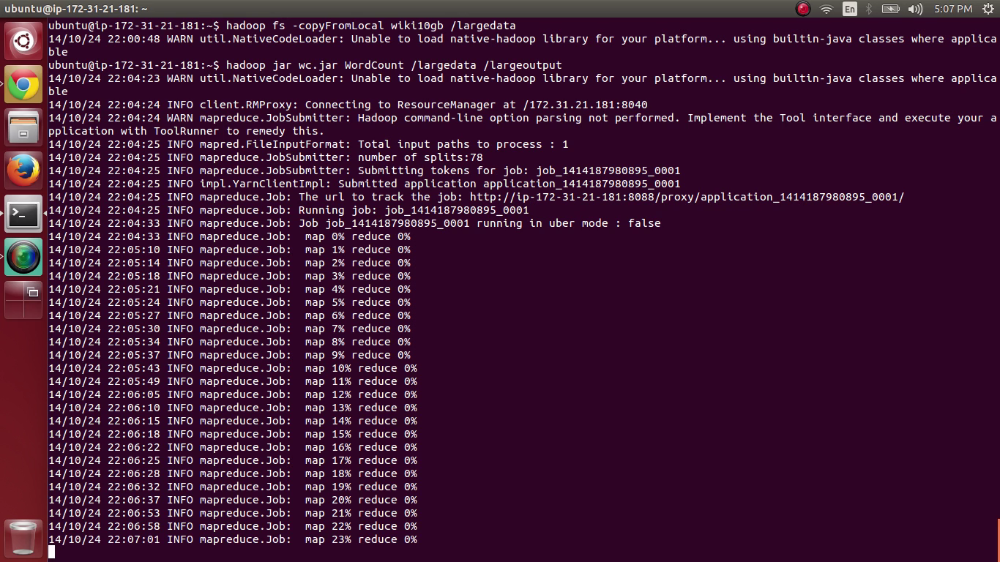 ubuntu@ip-172-31-21-181: ~
En
5:07 PM
ubuntu@ip-172-31-21-181:~$ hadoop fs -copyFromLocal wiki10gb /largedata
14/10/24 22:00:48 WARN util.NativeCodeLoader: Unable to load native-hadoop library for your platform... using builtin-java classes where applica
ble
ubuntu@ip-172-31-21-181:~$ hadoop jar wc.jar WordCount /largedata /largeoutput
14/10/24 22:04:23 WARN util.NativeCodeLoader: Unable to load native-hadoop library for your platform... using builtin-java classes where applica
ble
14/10/24 22:04:24 INFO client.RMProxy: Connecting to ResourceManager at /172.31.21.181:8040
14/10/24 22:04:24 WARN mapreduce.JobSubmitter: Hadoop command-line option parsing not performed. Implement the Tool interface and execute your a
pplication with ToolRunner to remedy this.
14/10/24 22:04:25 INFO mapred.FileInputFormat: Total input paths to process : 1
14/10/24 22:04:25 INFO mapreduce.JobSubmitter: number of splits:78
14/10/24 22:04:25 INFO mapreduce.JobSubmitter: Submitting tokens for job: job_1414187980895_0001
14/10/24 22:04:25 INFO impl.YarnClientImpl: Submitted application application_1414187980895_0001
14/10/24 22:04:25 INFO mapreduce.Job: The url to track the job: http://ip-172-31-21-181:8088/proxy/application_1414187980895_0001/
14/10/24 22:04:25 INFO mapreduce.Job: Running job: job_1414187980895_0001
14/10/24 22:04:33 INFO mapreduce.Job: Job job_1414187980895_0001 running in uber mode : false
14/10/24 22:04:33 INFO mapreduce.Job:  map 0% reduce 0%
14/10/24 22:05:10 INFO mapreduce.Job:  map 1% reduce 0%
14/10/24 22:05:14 INFO mapreduce.Job:  map 2% reduce 0%
14/10/24 22:05:18 INFO mapreduce.Job:  map 3% reduce 0%
14/10/24 22:05:21 INFO mapreduce.Job:  map 4% reduce 0%
14/10/24 22:05:24 INFO mapreduce.Job:  map 5% reduce 0%
14/10/24 22:05:27 INFO mapreduce.Job:  map 6% reduce 0%
14/10/24 22:05:30 INFO mapreduce.Job:  map 7% reduce 0%
14/10/24 22:05:34 INFO mapreduce.Job:  map 8% reduce 0%
14/10/24 22:05:37 INFO mapreduce.Job:  map 9% reduce 0%
14/10/24 22:05:43 INFO mapreduce.Job:  map 10% reduce 0%
14/10/24 22:05:49 INFO mapreduce.Job:  map 11% reduce 0%
14/10/24 22:06:05 INFO mapreduce.Job:  map 12% reduce 0%
14/10/24 22:06:10 INFO mapreduce.Job:  map 13% reduce 0%
14/10/24 22:06:15 INFO mapreduce.Job:  map 14% reduce 0%
14/10/24 22:06:18 INFO mapreduce.Job:  map 15% reduce 0%
14/10/24 22:06:22 INFO mapreduce.Job:  map 16% reduce 0%
14/10/24 22:06:25 INFO mapreduce.Job:  map 17% reduce 0%
14/10/24 22:06:28 INFO mapreduce.Job:  map 18% reduce 0%
14/10/24 22:06:32 INFO mapreduce.Job:  map 19% reduce 0%
14/10/24 22:06:37 INFO mapreduce.Job:  map 20% reduce 0%
14/10/24 22:06:53 INFO mapreduce.Job:  map 21% reduce 0%
14/10/24 22:06:58 INFO mapreduce.Job:  map 22% reduce 0%
14/10/24 22:07:01 INFO mapreduce.Job:  map 23% reduce 0%